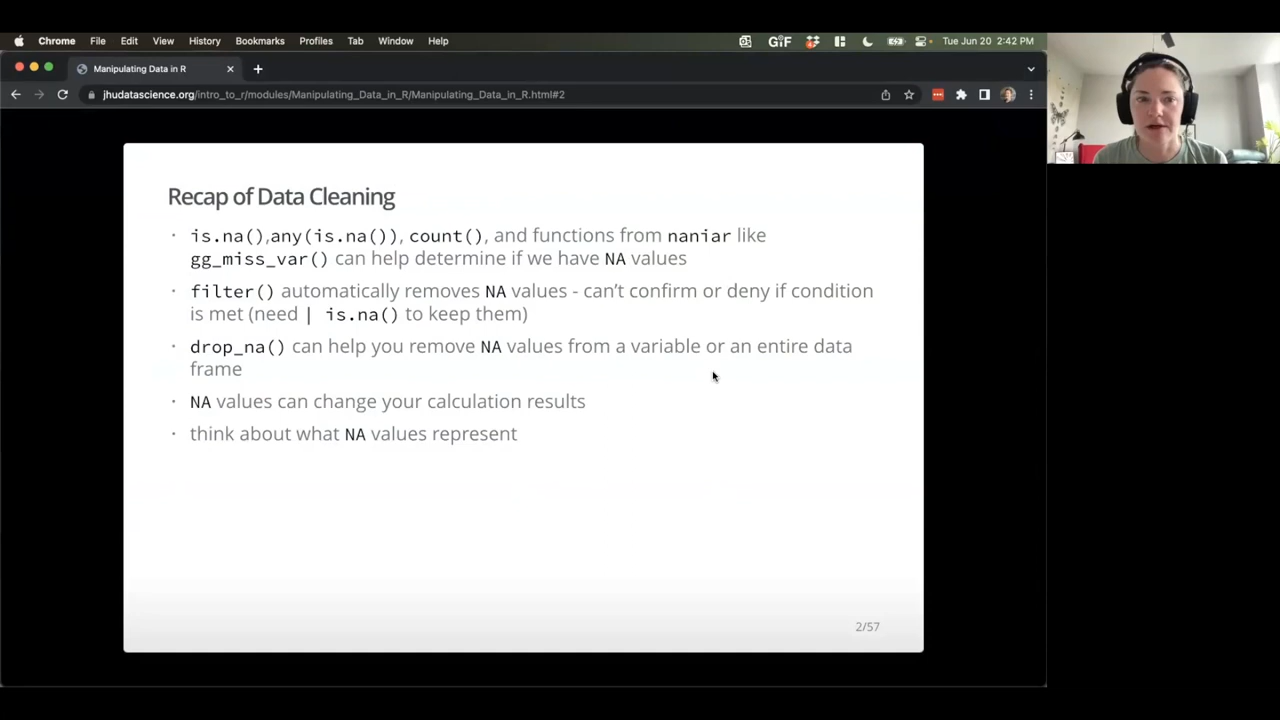 Chrome File Edit View History Bookmarks Profiles Tab Window Help GIF Tue Jun 20 2:42 PM
Manipulating Data in R
jhudatascience.org/intro_to_r/modules/Manipulating_Data_in_R/Manipulating_Data_in_R.html#2
Recap of Data Cleaning
· is.na(),any(is.na()), count(), and functions from naniar like
gg_miss_var() can help determine if we have NA values
· filter() automatically removes NA values - can't confirm or deny if condition
is met (need | is.na() to keep them)
· drop_na() can help you remove NA values from a variable or an entire data
frame
· NA values can change your calculation results
· think about what NA values represent
2/57